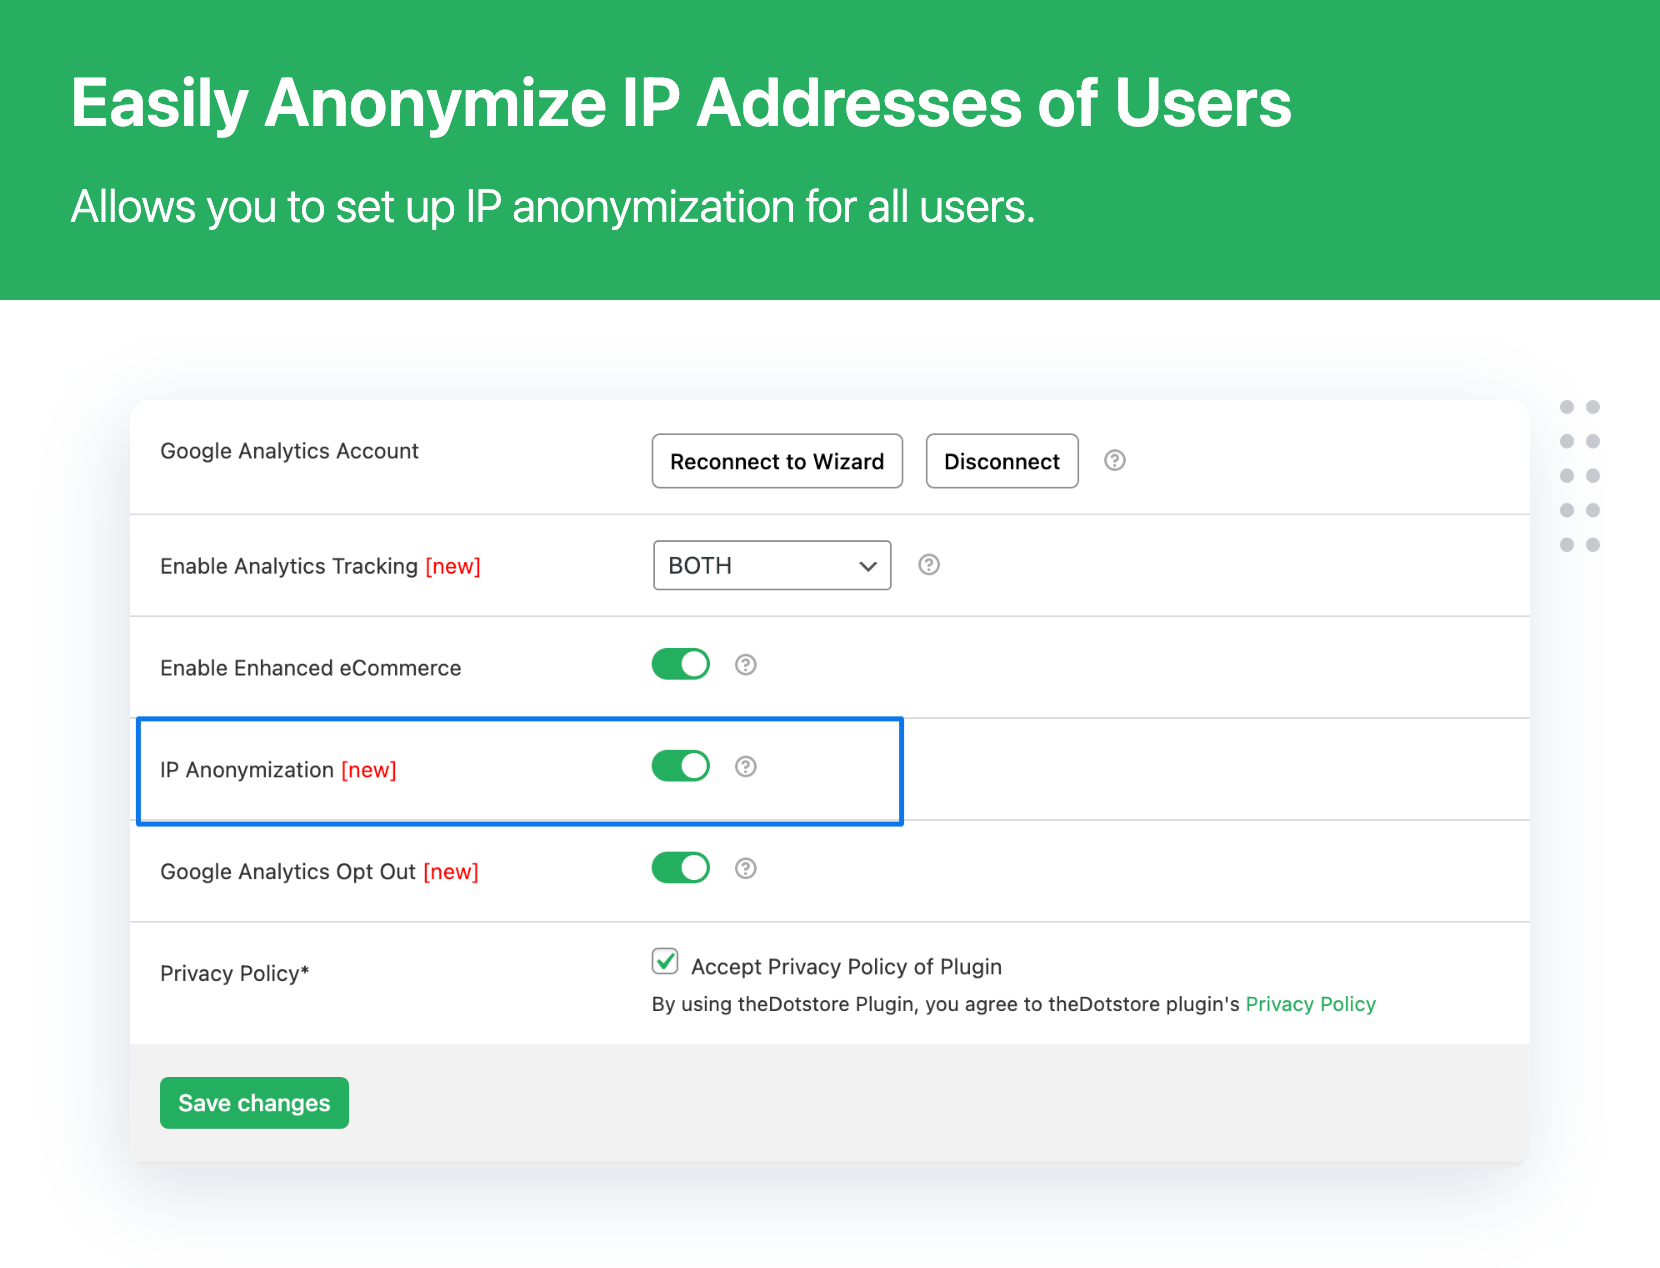 Easily Anonymize IP Addresses of Users
Allows you to set up IP anonymization for all users.
Google Analytics Account
Reconnect to Wizard
Disconnect
Enable Analytics Tracking [new]
BOTH
Enable Enhanced eCommerce
IP Anonymization [new]
Google Analytics Opt Out [new]
Privacy Policy*
Accept Privacy Policy of Plugin
By using theDotstore Plugin, you agree to theDotstore plugin's Privacy Policy
Save changes